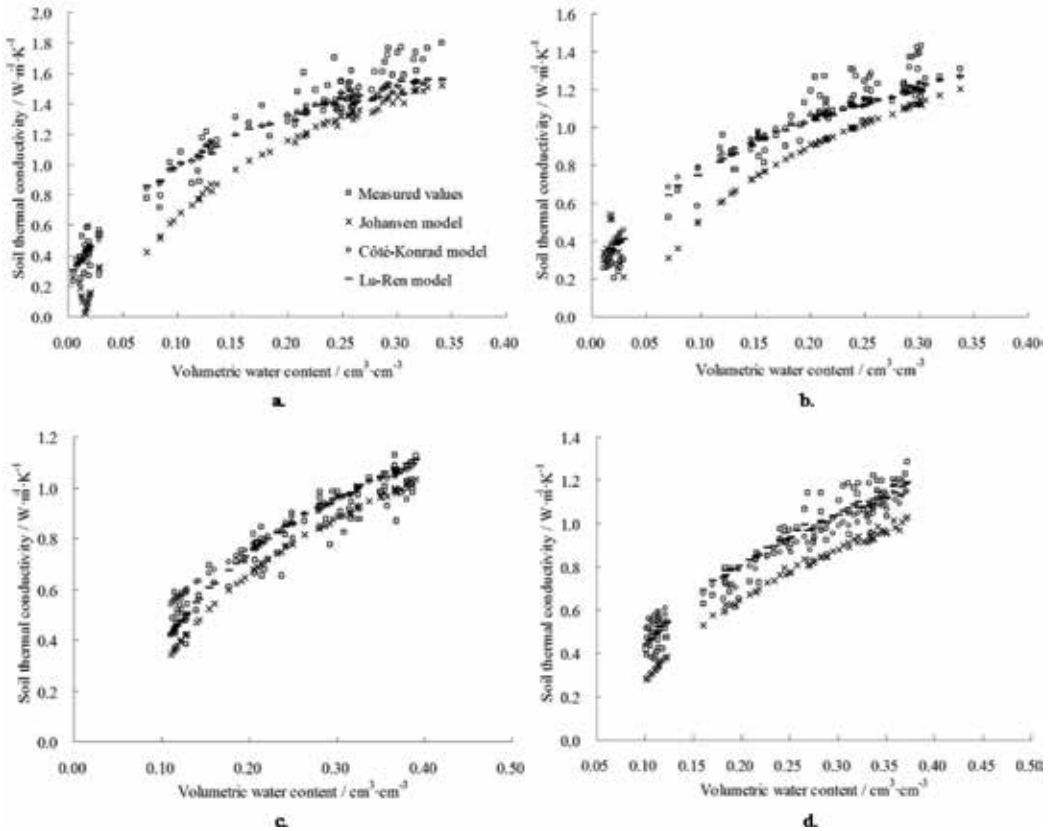 Soil thermal conductivity / W·m⁻¹·K⁻¹
2.0
1.8
1.6
1.4
1.2
1.0
0.8
0.6
0.4
0.2
0.0
Measured values
Johansen model
Côté-Konrad model
Lu-Ren model
0.00 0.05 0.10 0.15 0.20 0.25 0.30 0.35 0.40
Volumetric water content / cm³·cm⁻³
a.
Soil thermal conductivity / W·m⁻¹·K⁻¹
1.6
1.4
1.2
1.0
0.8
0.6
0.4
0.2
0.0
0.00 0.05 0.10 0.15 0.20 0.25 0.30 0.35 0.40
Volumetric water content / cm³·cm⁻³
b.
Soil thermal conductivity / W·m⁻¹·K⁻¹
1.2
1.0
0.8
0.6
0.4
0.2
0.0
0.00 0.10 0.20 0.30 0.40 0.50
Volumetric water content / cm³·cm⁻³
c.
Soil thermal conductivity / W·m⁻¹·K⁻¹
1.4
1.2
1.0
0.8
0.6
0.4
0.2
0.0
0.05 0.10 0.15 0.20 0.25 0.30 0.35 0.40 0.45 0.50
Volumetric water content / cm³·cm⁻³
d.